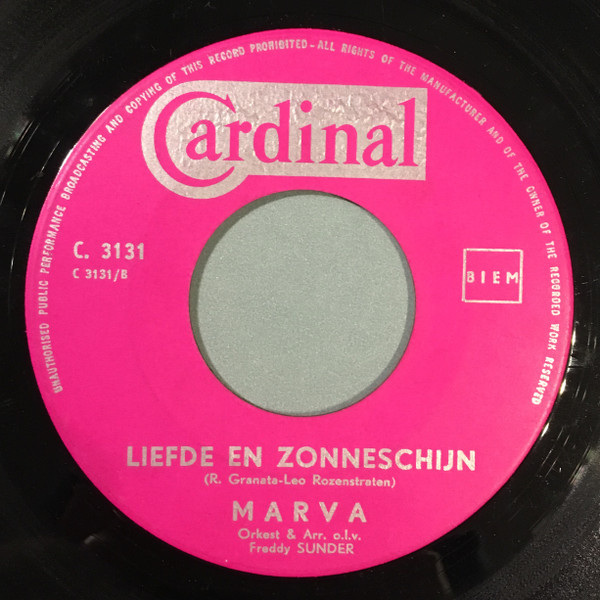 UNAUTHORISED PUBLIC PERFORMANCE BROADCASTING AND COPYING OF THIS RECORD PROHIBITED-ALL RIGHTS OF THE MANUFACTURER AND OF THE OWNER OF THE RECORDED WORK RESERVED
Cardinal
C. 3131
C 3131/B
BIEM
LIEFDE EN ZONNESCHIJN
(R. Granata-Leo Rozenstraten)
MARVA
Orkest & Arr. o.l.v.
Freddy SUNDER